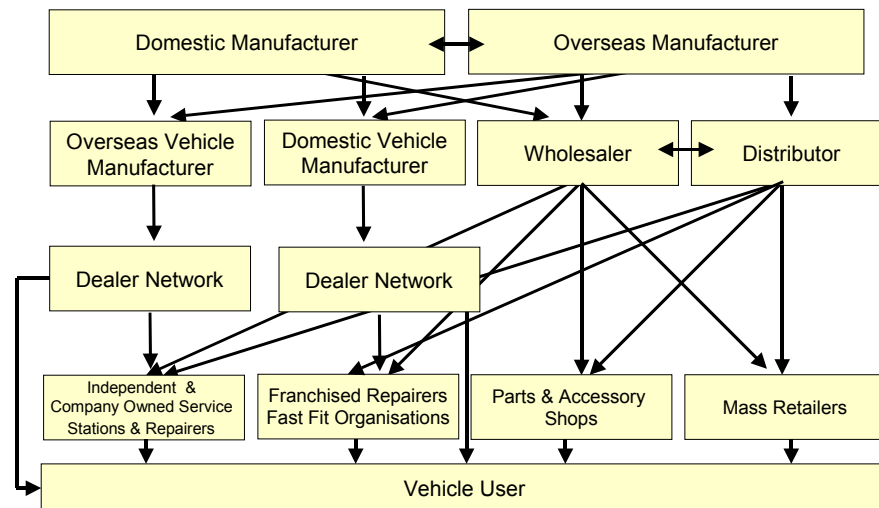 Domestic Manufacturer
Overseas Manufacturer
Overseas Vehicle
Manufacturer
Domestic Vehicle
Manufacturer
Wholesaler
Distributor
Dealer Network
Dealer Network
Independent &
Company Owned Service
Stations & Repairers
Franchised Repairers
Fast Fit Organisations
Parts & Accessory
Shops
Mass Retailers
Vehicle User